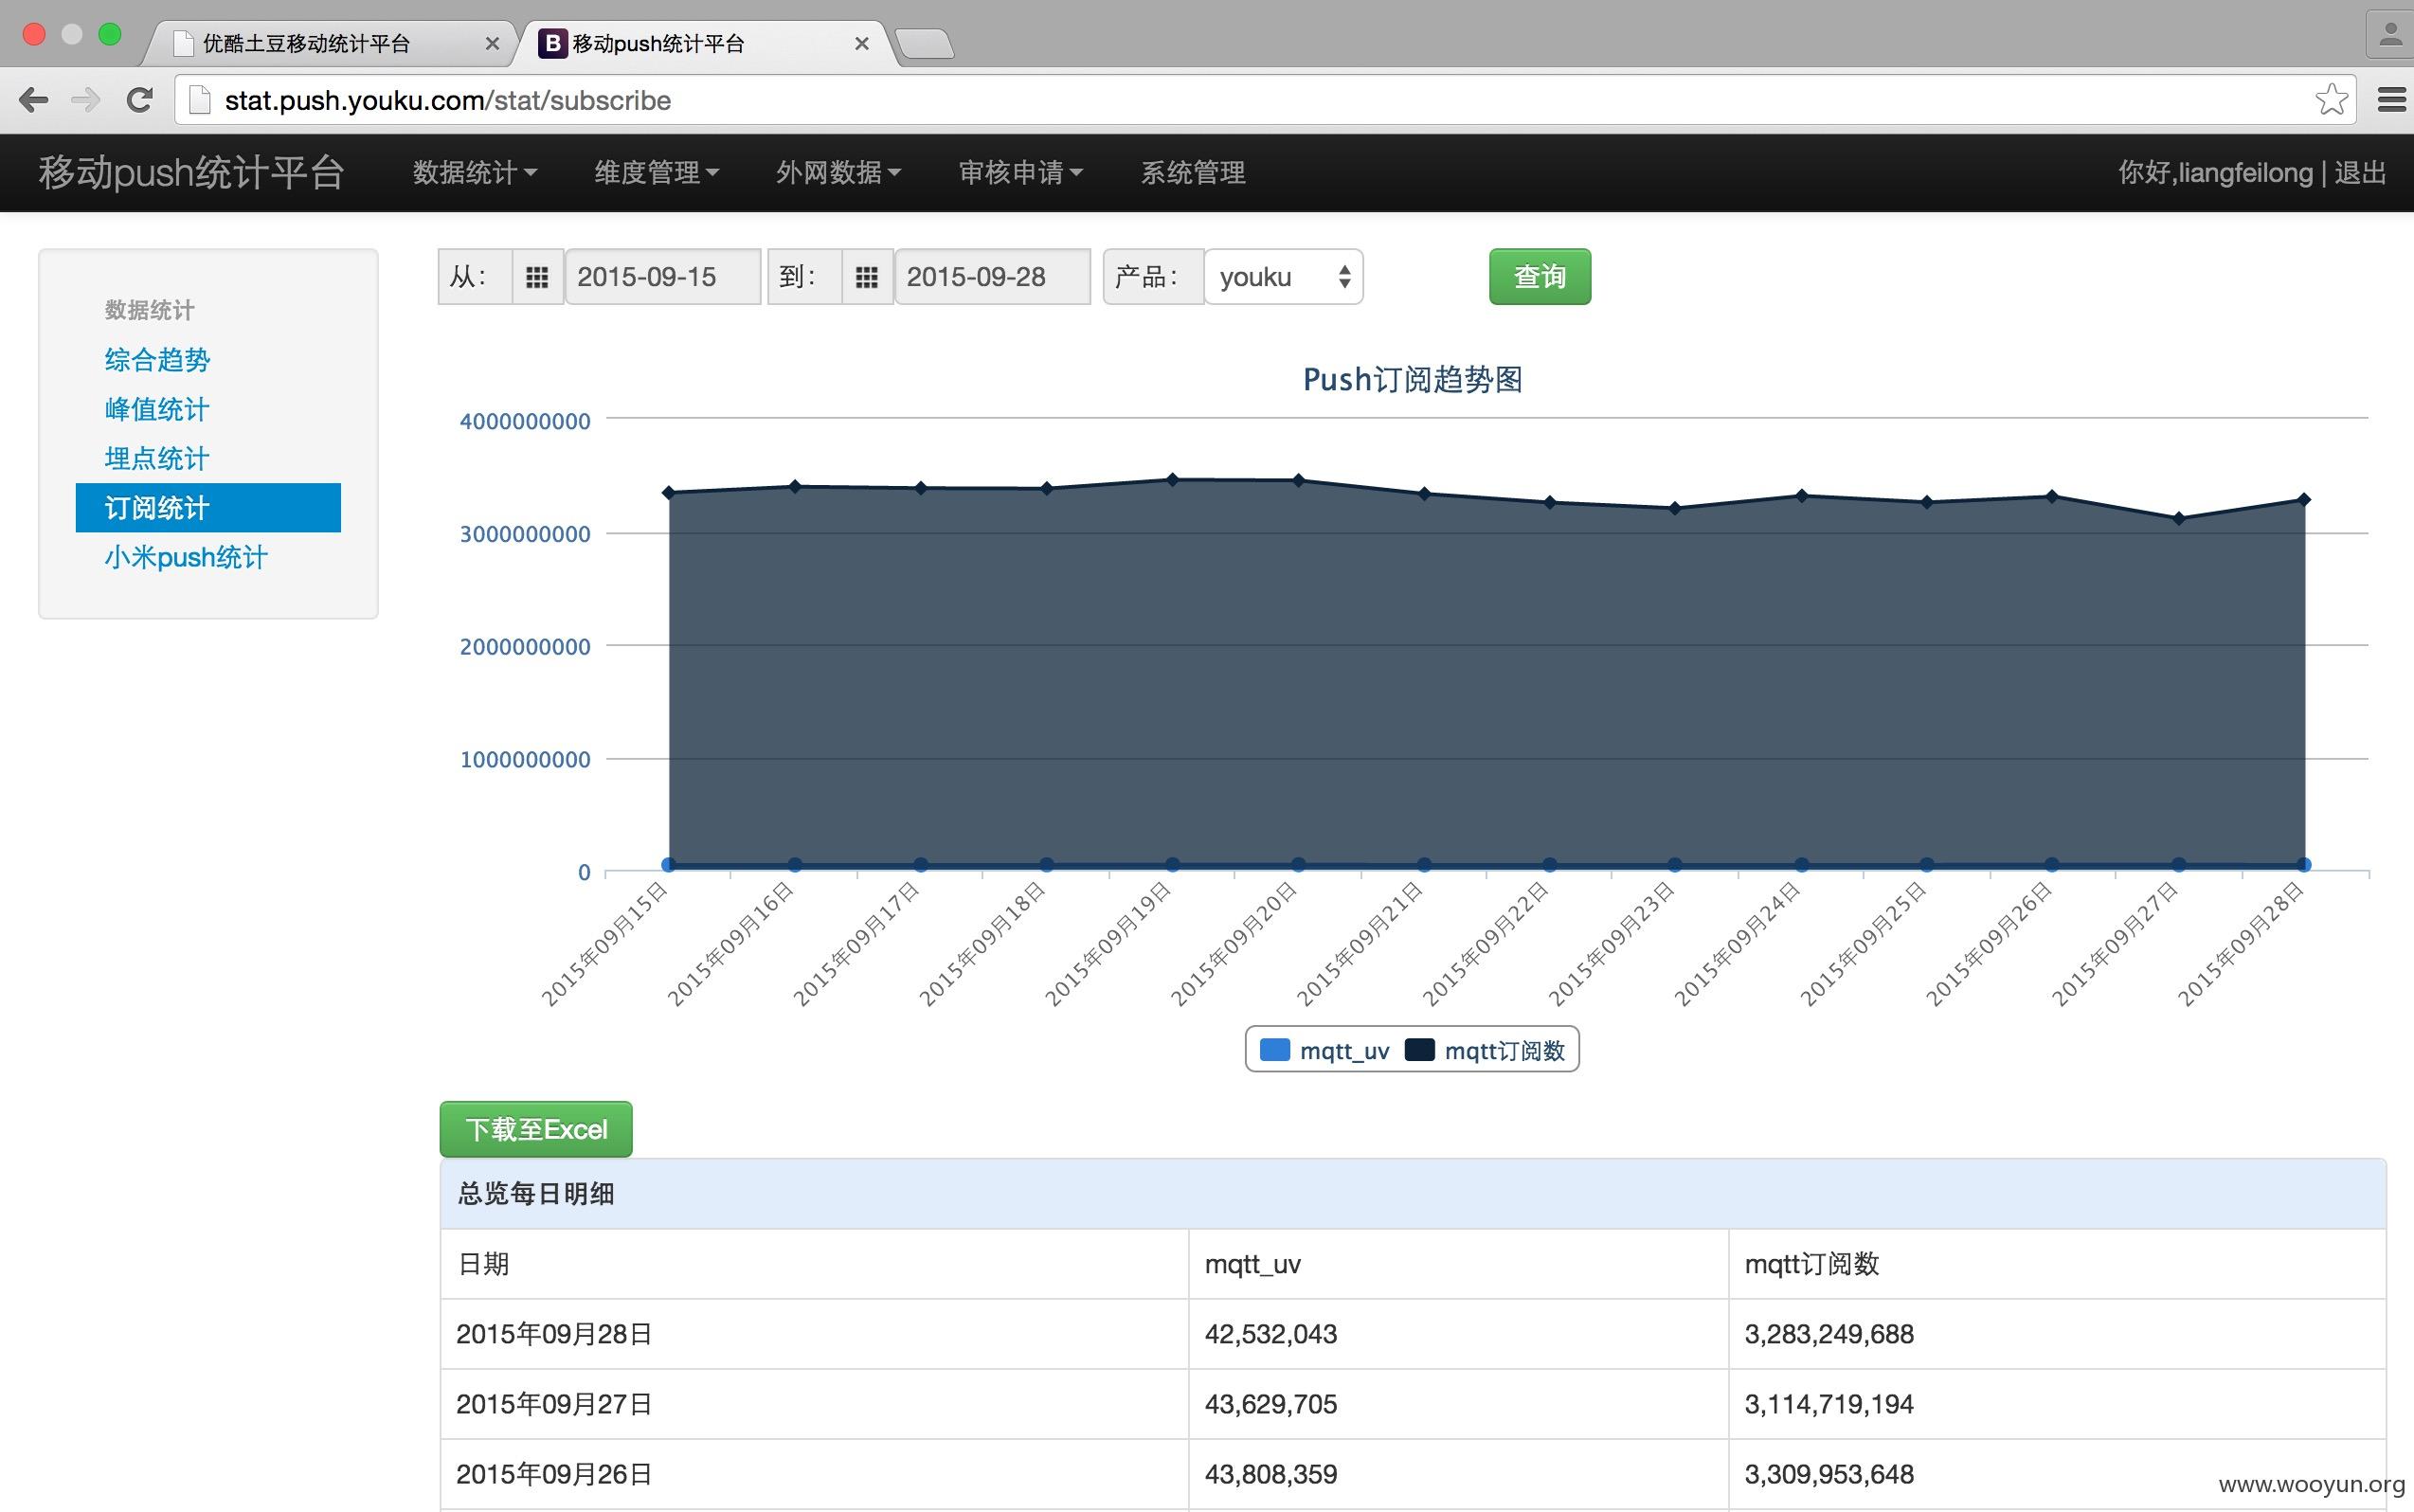 优酷土豆移动统计平台
移动push统计平台
stat.push.youku.com/stat/subscribe
移动push统计平台 数据统计 维度管理 外网数据 审核申请 系统管理 你好,liangfeilong | 退出
数据统计
综合趋势
峰值统计
埋点统计
订阅统计
小米push统计
从： 2015-09-15 到： 2015-09-28 产品： youku 查询
Push订阅趋势图
4000000000
3000000000
2000000000
1000000000
0
2015年09月15日
2015年09月16日
2015年09月17日
2015年09月18日
2015年09月19日
2015年09月20日
2015年09月21日
2015年09月22日
2015年09月23日
2015年09月24日
2015年09月25日
2015年09月26日
2015年09月27日
2015年09月28日
mqtt_uv mqtt订阅数
下载至Excel
总览每日明细
日期 mqtt_uv mqtt订阅数
2015年09月28日 42,532,043 3,283,249,688
2015年09月27日 43,629,705 3,114,719,194
2015年09月26日 43,808,359 3,309,953,648
www.wooyun.org